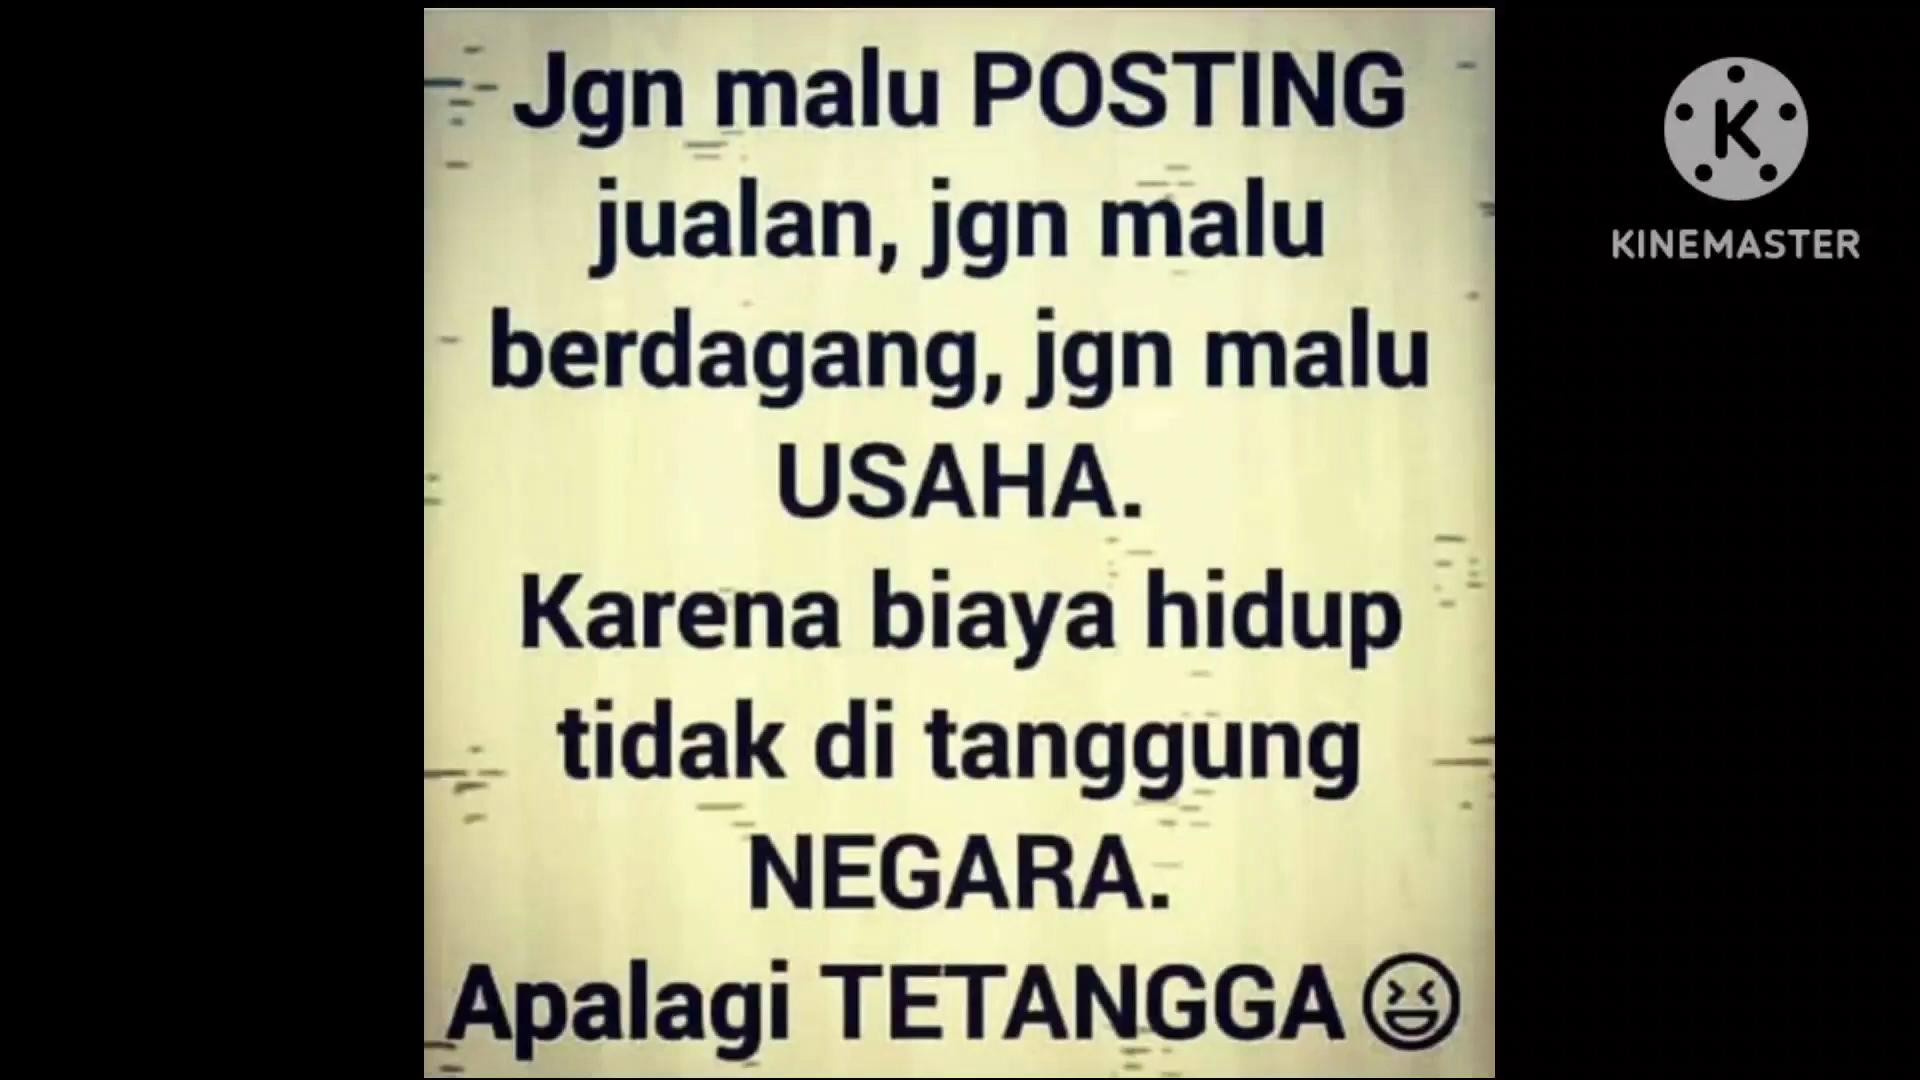 Jgn malu POSTING
jualan, jgn malu
berdagang, jgn malu
USAHA.
Karena biaya hidup
tidak di tanggung
NEGARA.
Apalagi TETANGGA😆
K
KINEMASTER